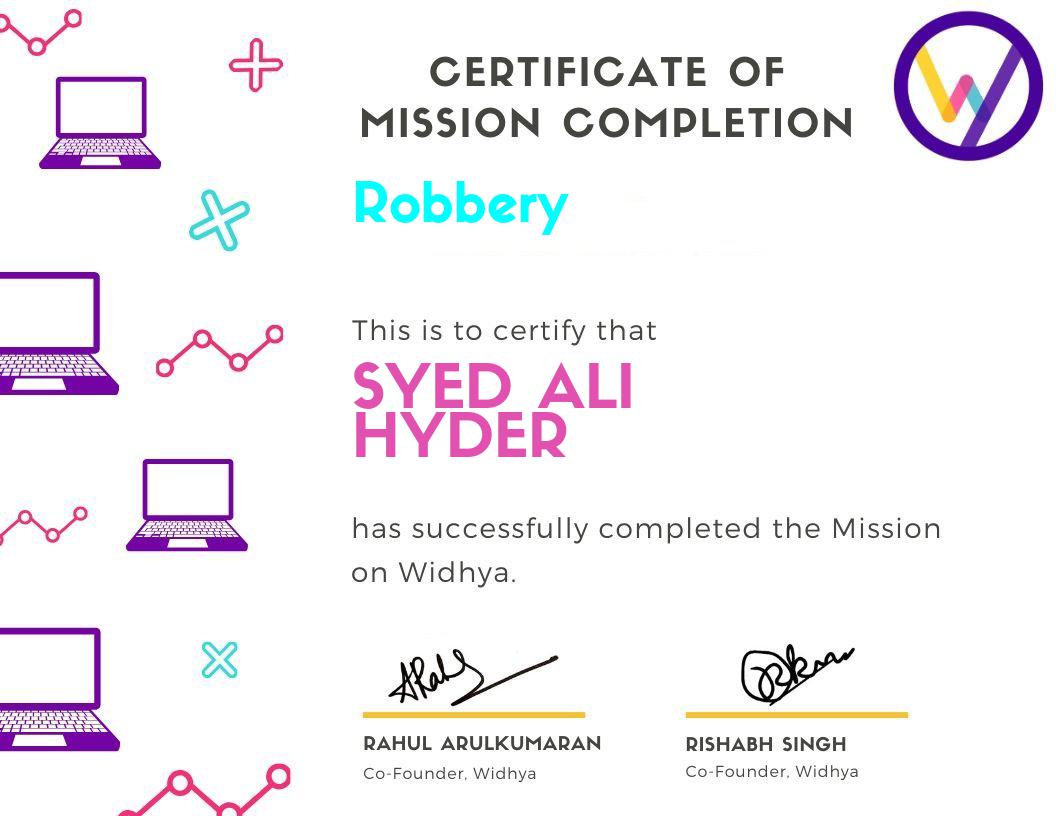 CERTIFICATE OF
MISSION COMPLETION
Robbery
This is to certify that
SYED ALI
HYDER
has successfully completed the Mission
on Widhya.
RAHUL ARULKUMARAN
Co-Founder, Widhya
RISHABH SINGH
Co-Founder, Widhya